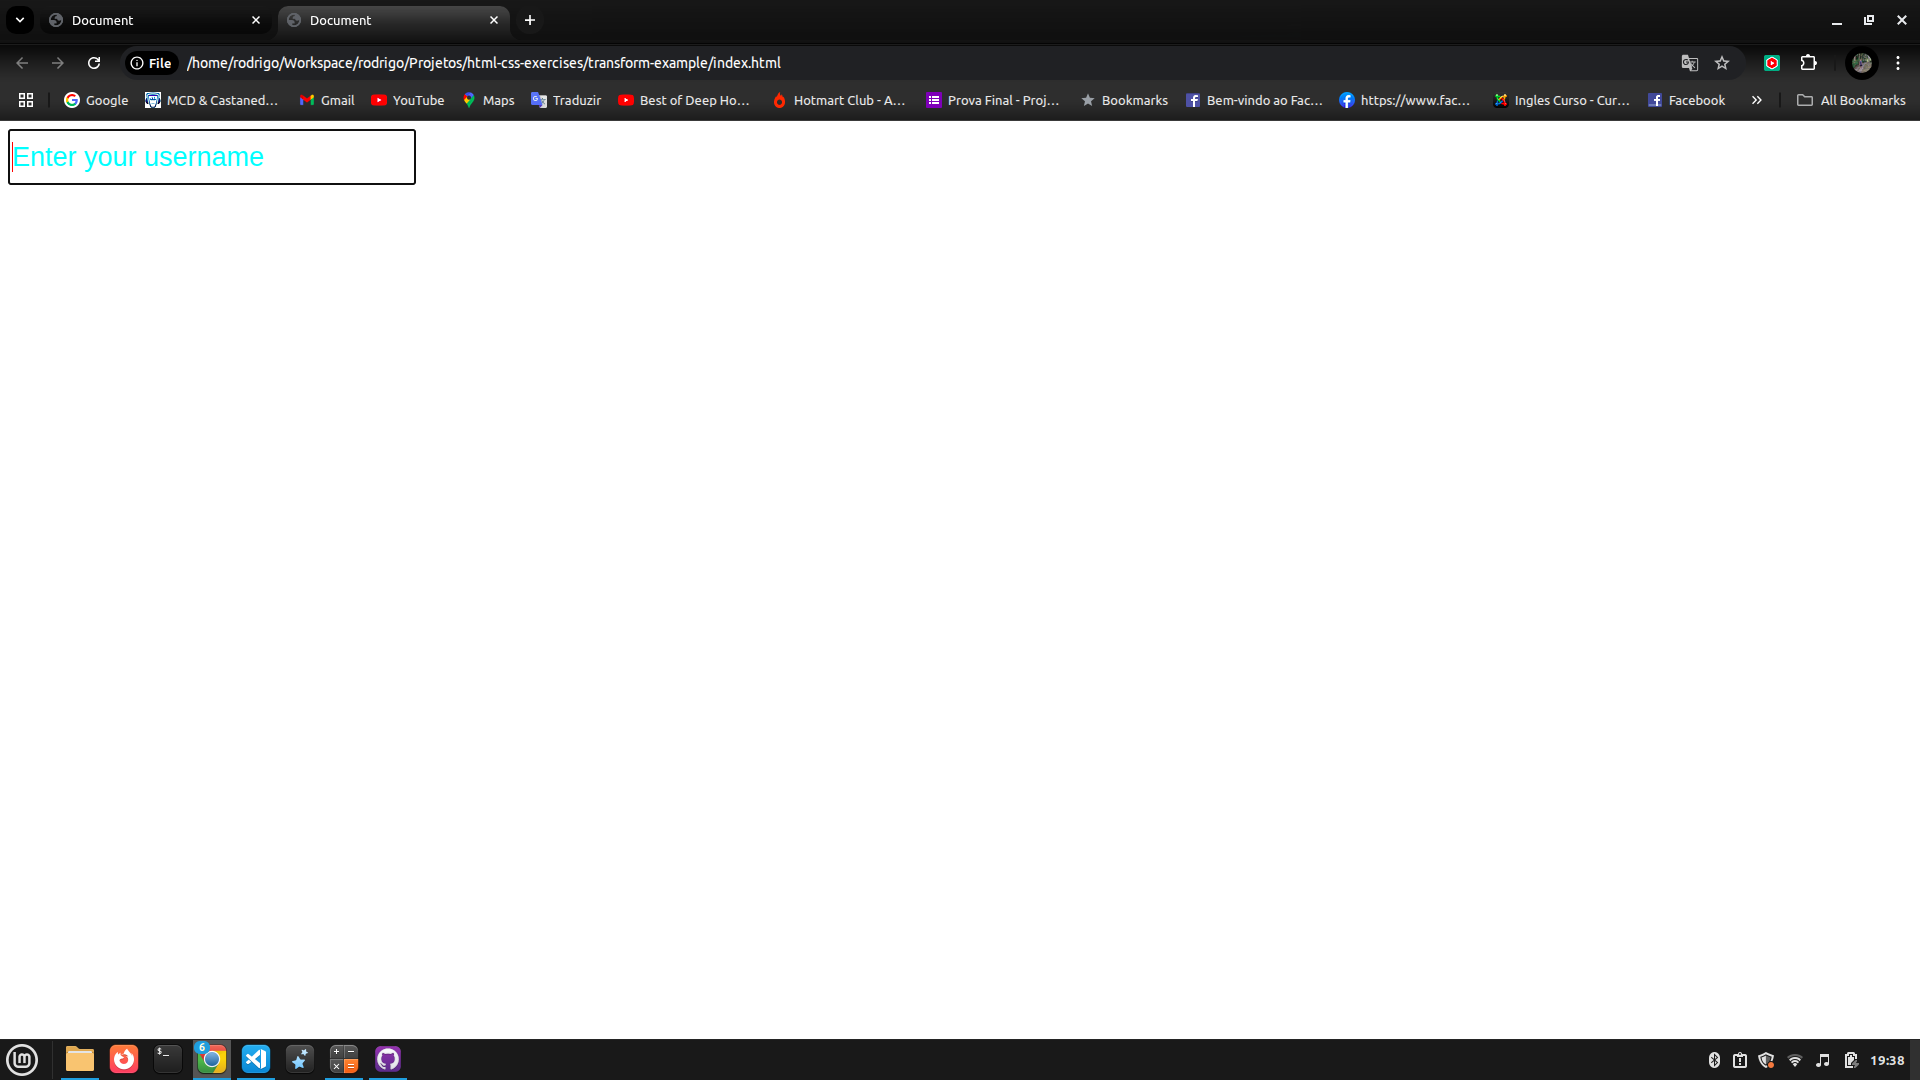 Document
Document
File
/home/rodrigo/Workspace/rodrigo/Projetos/html-css-exercises/transform-example/index.html
Google
MCD & Castaned...
Gmail
YouTube
Maps
Traduzir
Best of Deep Ho...
Hotmart Club - A...
Prova Final - Proj...
Bookmarks
Bem-vindo ao Fac...
https://www.fac...
Ingles Curso - Cur...
Facebook
All Bookmarks
Enter your username
6
19:38